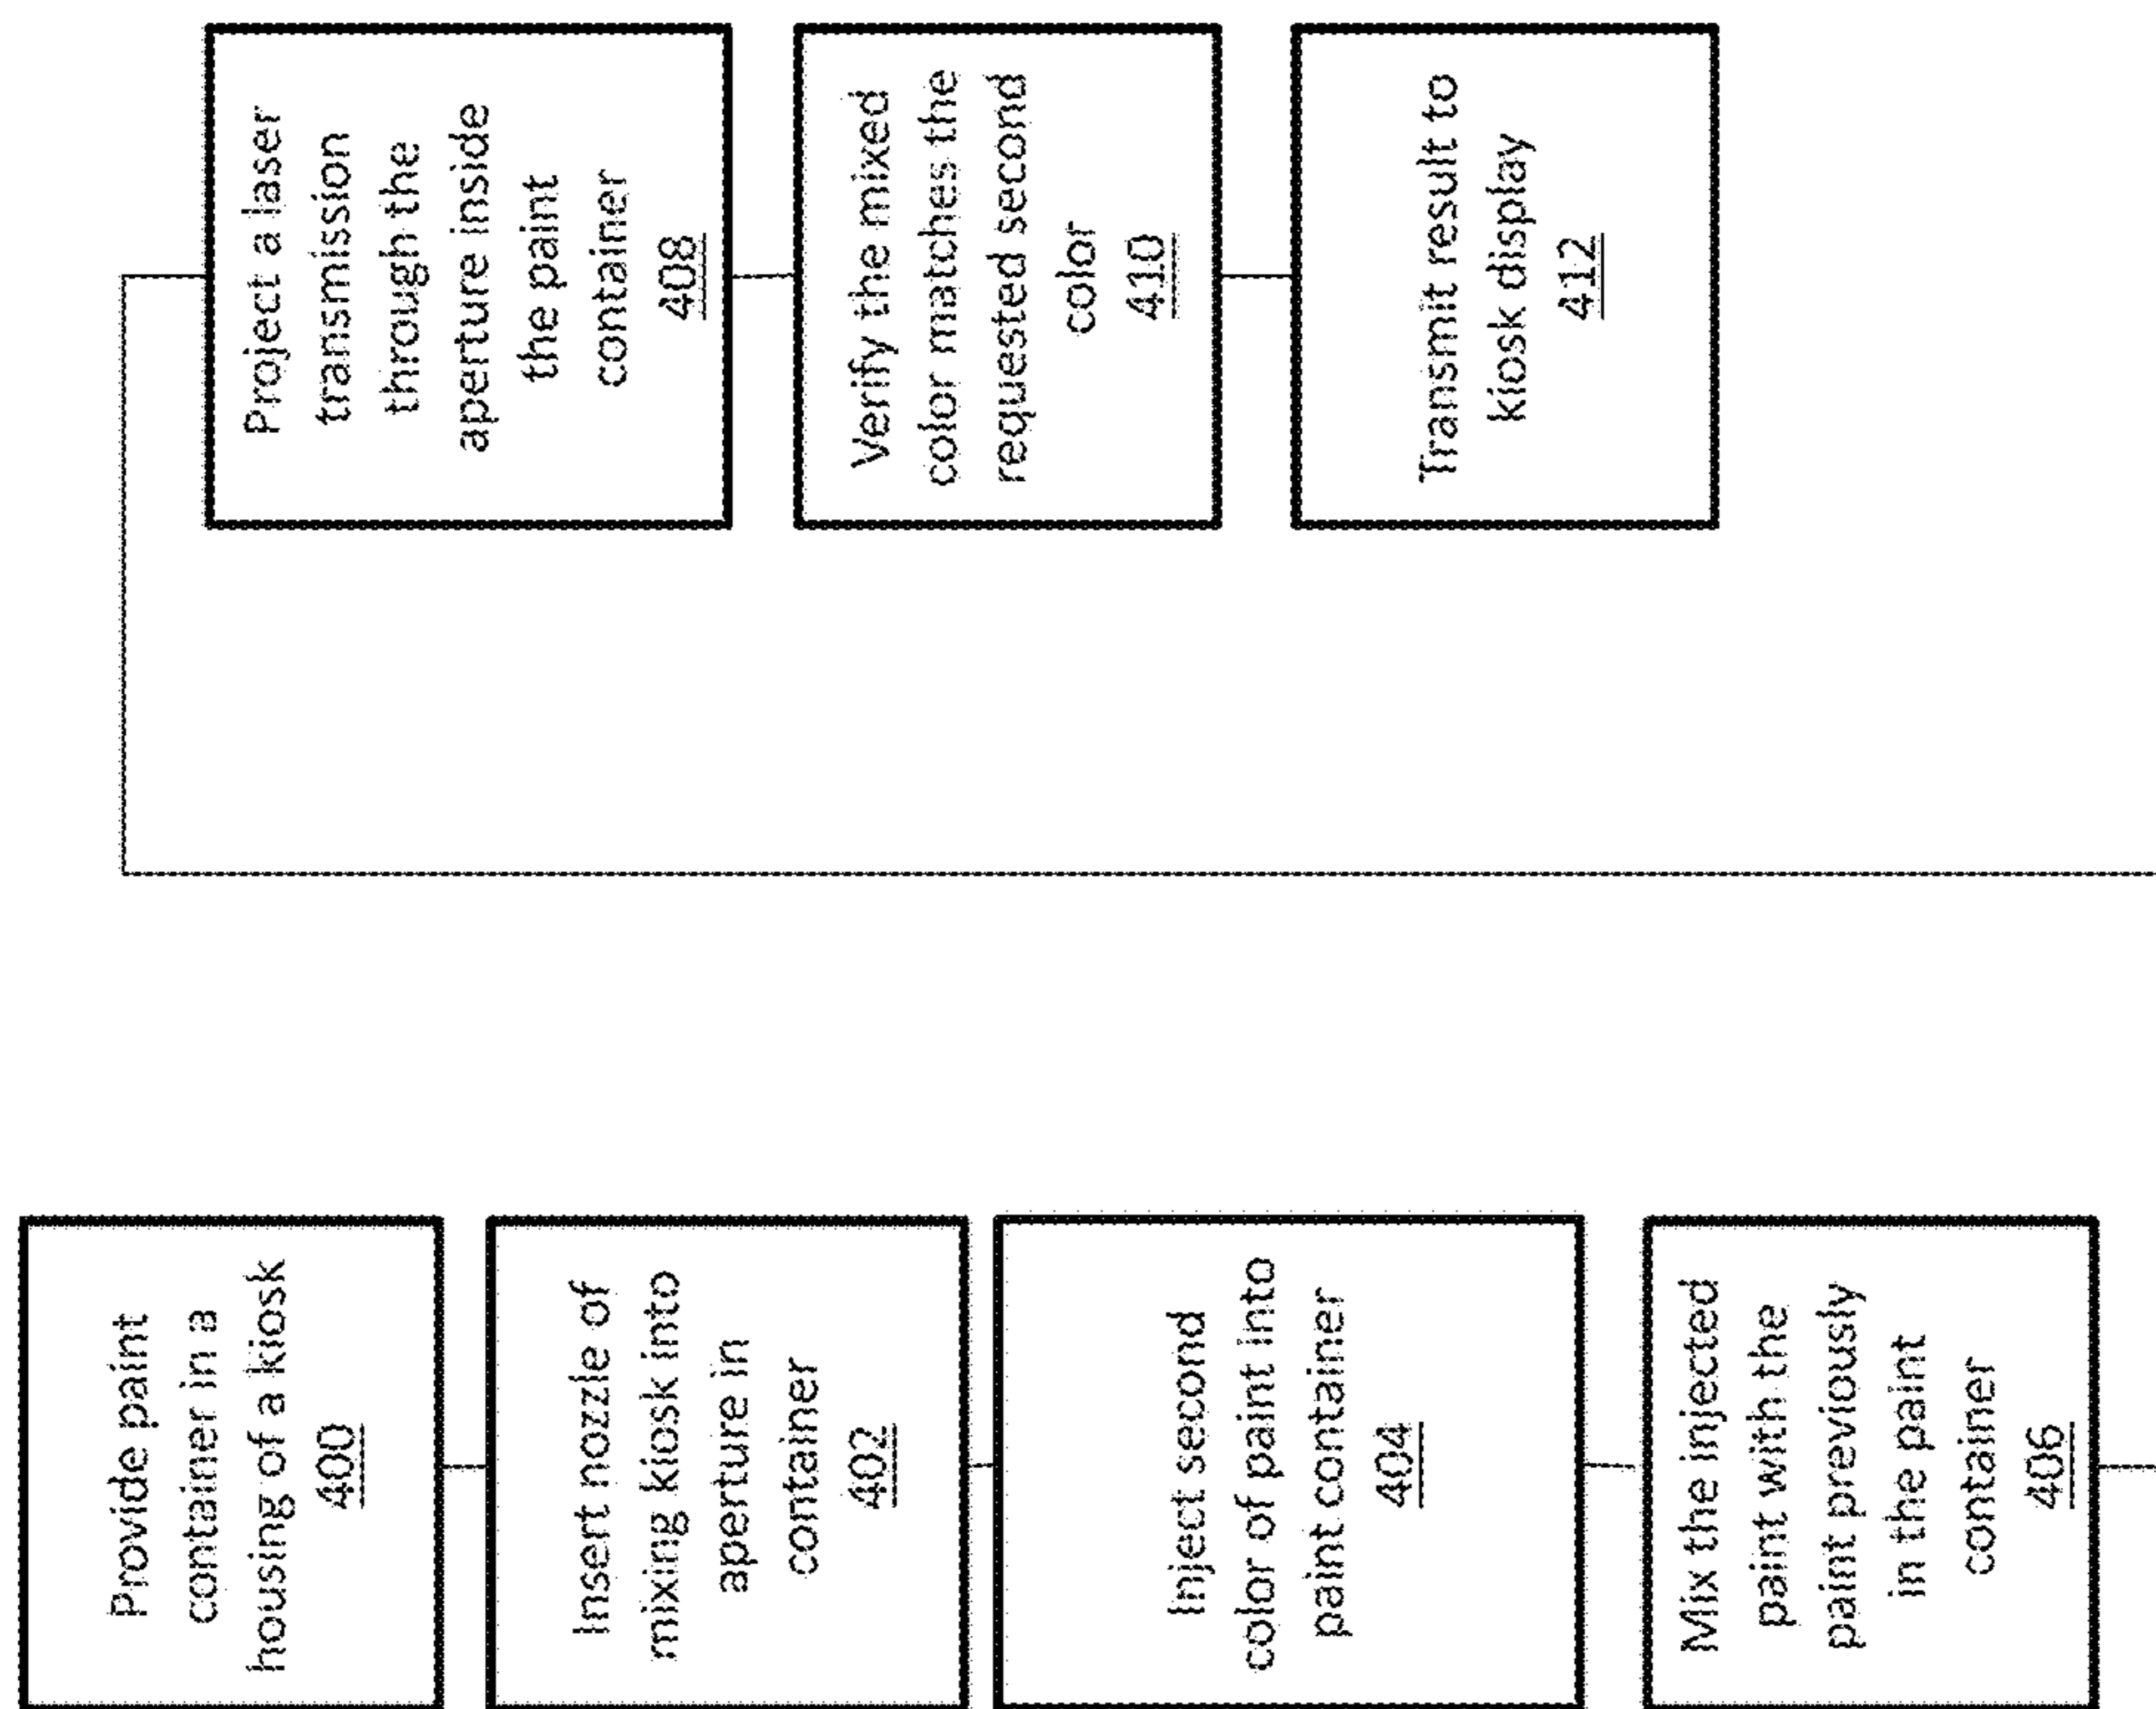 Provide paint
container in a
housing of a kiosk
400
Insert nozzle of
mixing kiosk into
aperture in
container
402
Inject second
color of paint into
paint container
404
Mix the injected
paint with the
paint previously
in the paint
container
406
Project a laser
transmission
through the
aperture inside
the paint
container
408
Verify the mixed
color matches the
requested second
color
410
Transmit result to
kiosk display
412